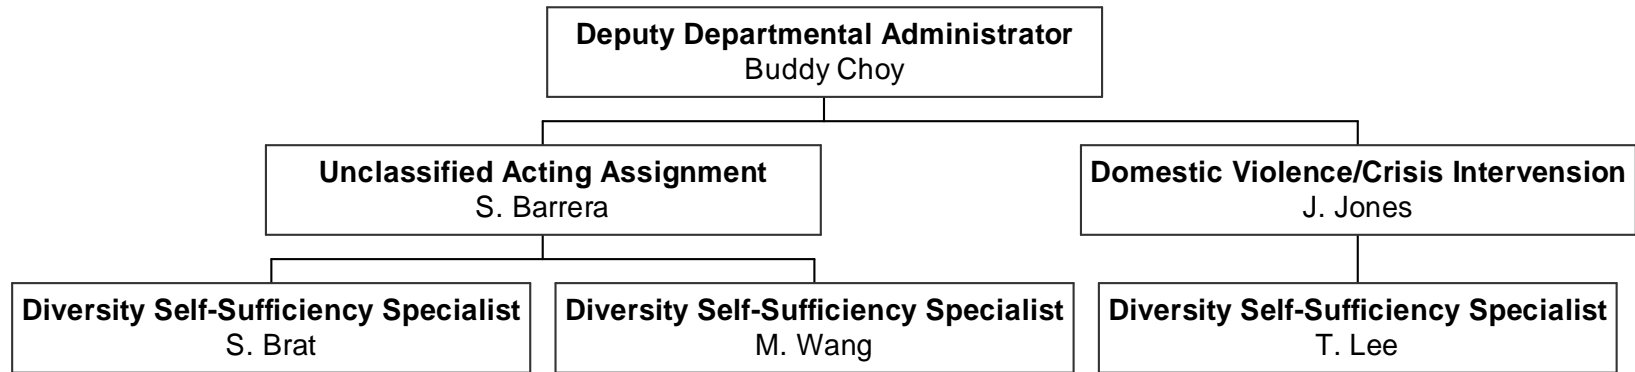 Deputy Departmental Administrator
Buddy Choy
Unclassified Acting Assignment
S. Barrera
Domestic Violence/Crisis Intervension
J. Jones
Diversity Self-Sufficiency Specialist
S. Brat
Diversity Self-Sufficiency Specialist
M. Wang
Diversity Self-Sufficiency Specialist
T. Lee